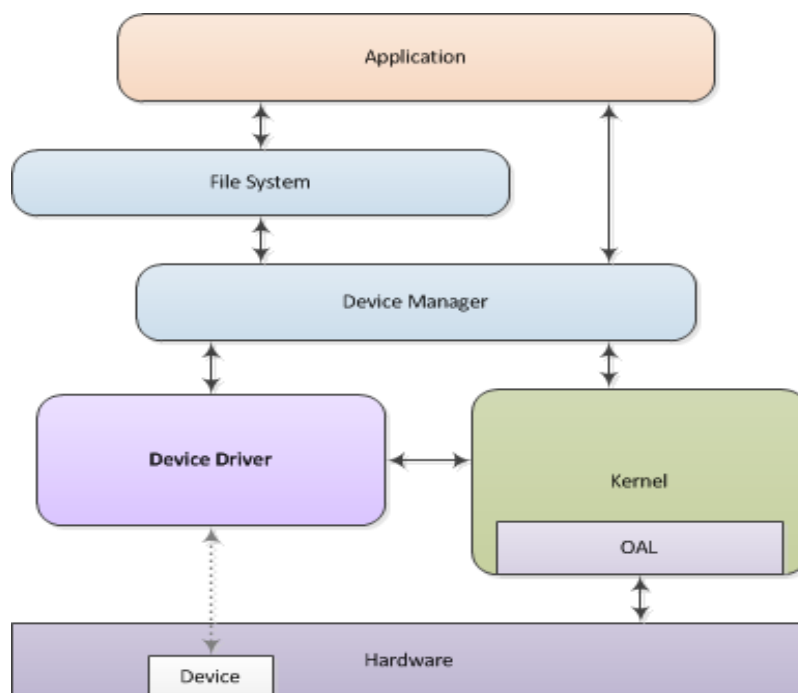 Application
File System
Device Manager
Device Driver
Kernel
OAL
Hardware
Device